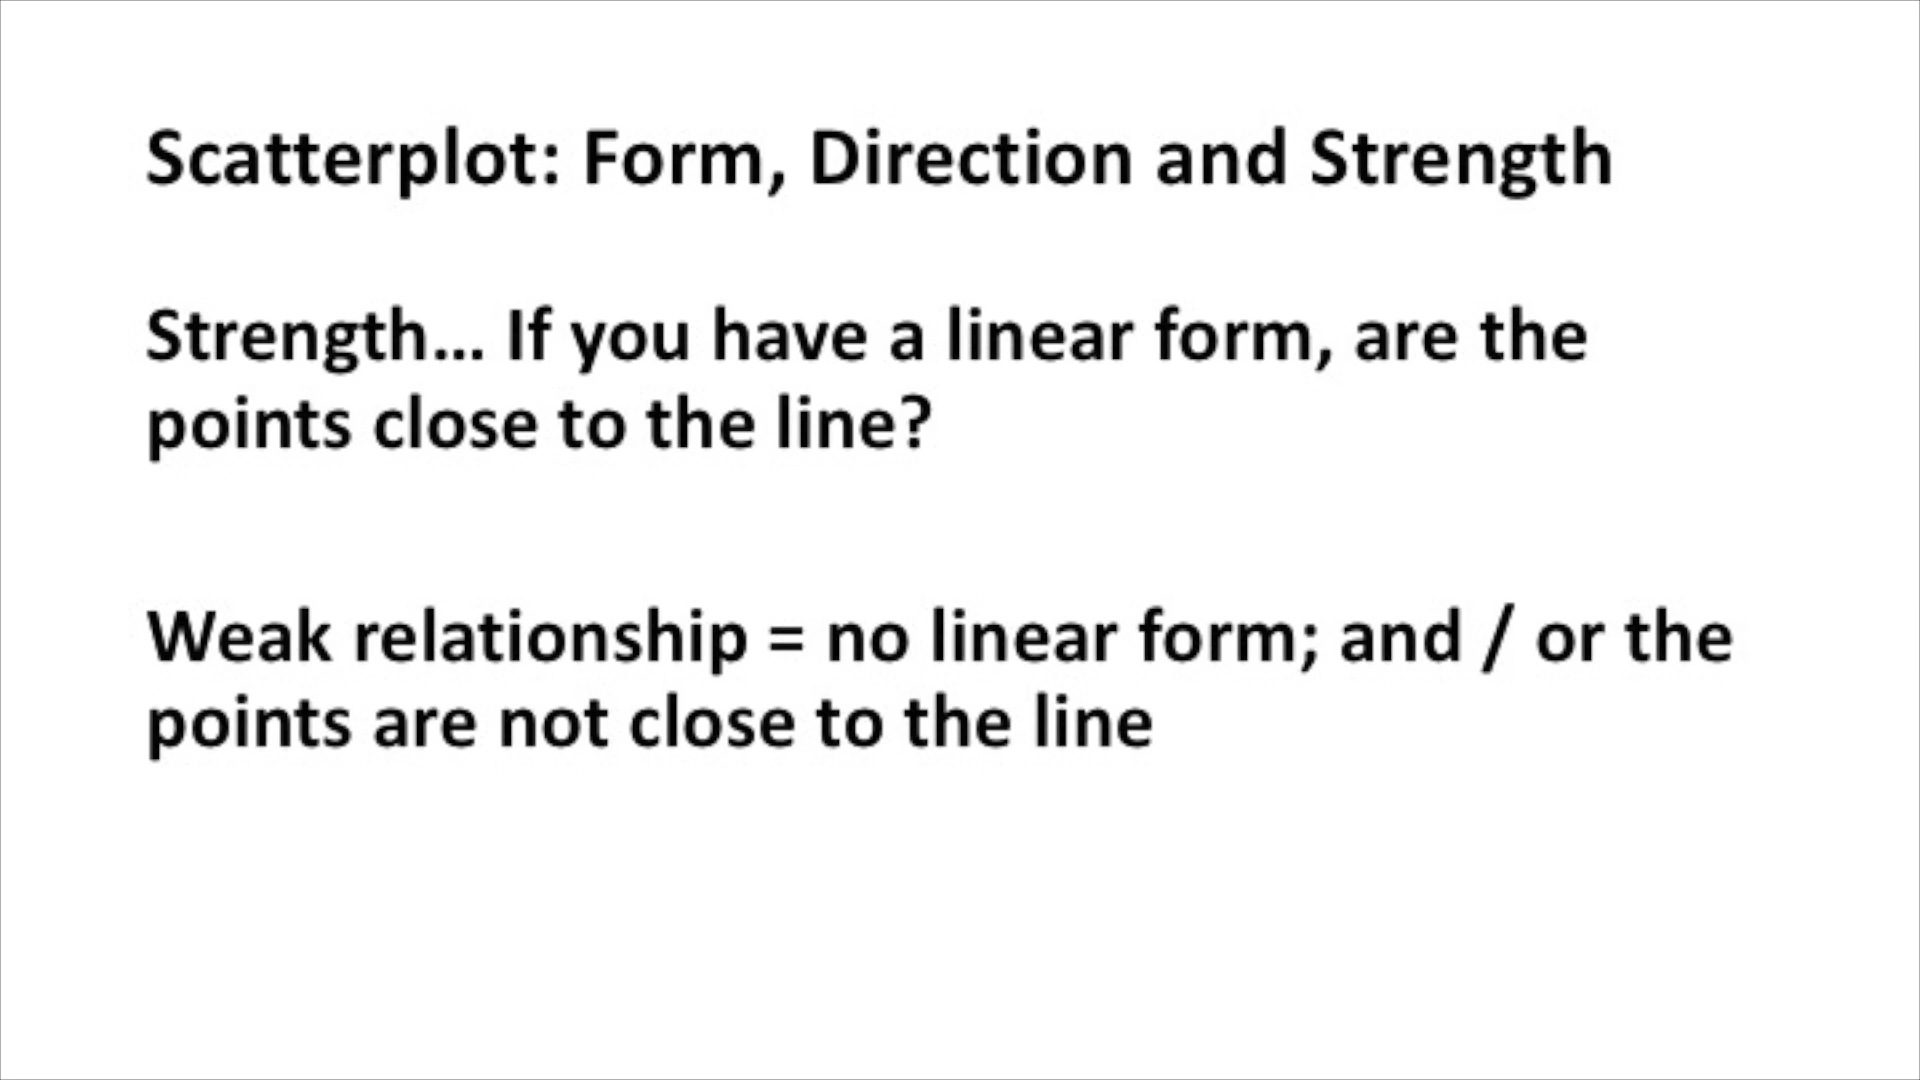 Scatterplot: Form, Direction and Strength
Strength... If you have a linear form, are the
points close to the line?
Weak relationship = no linear form; and / or the
points are not close to the line